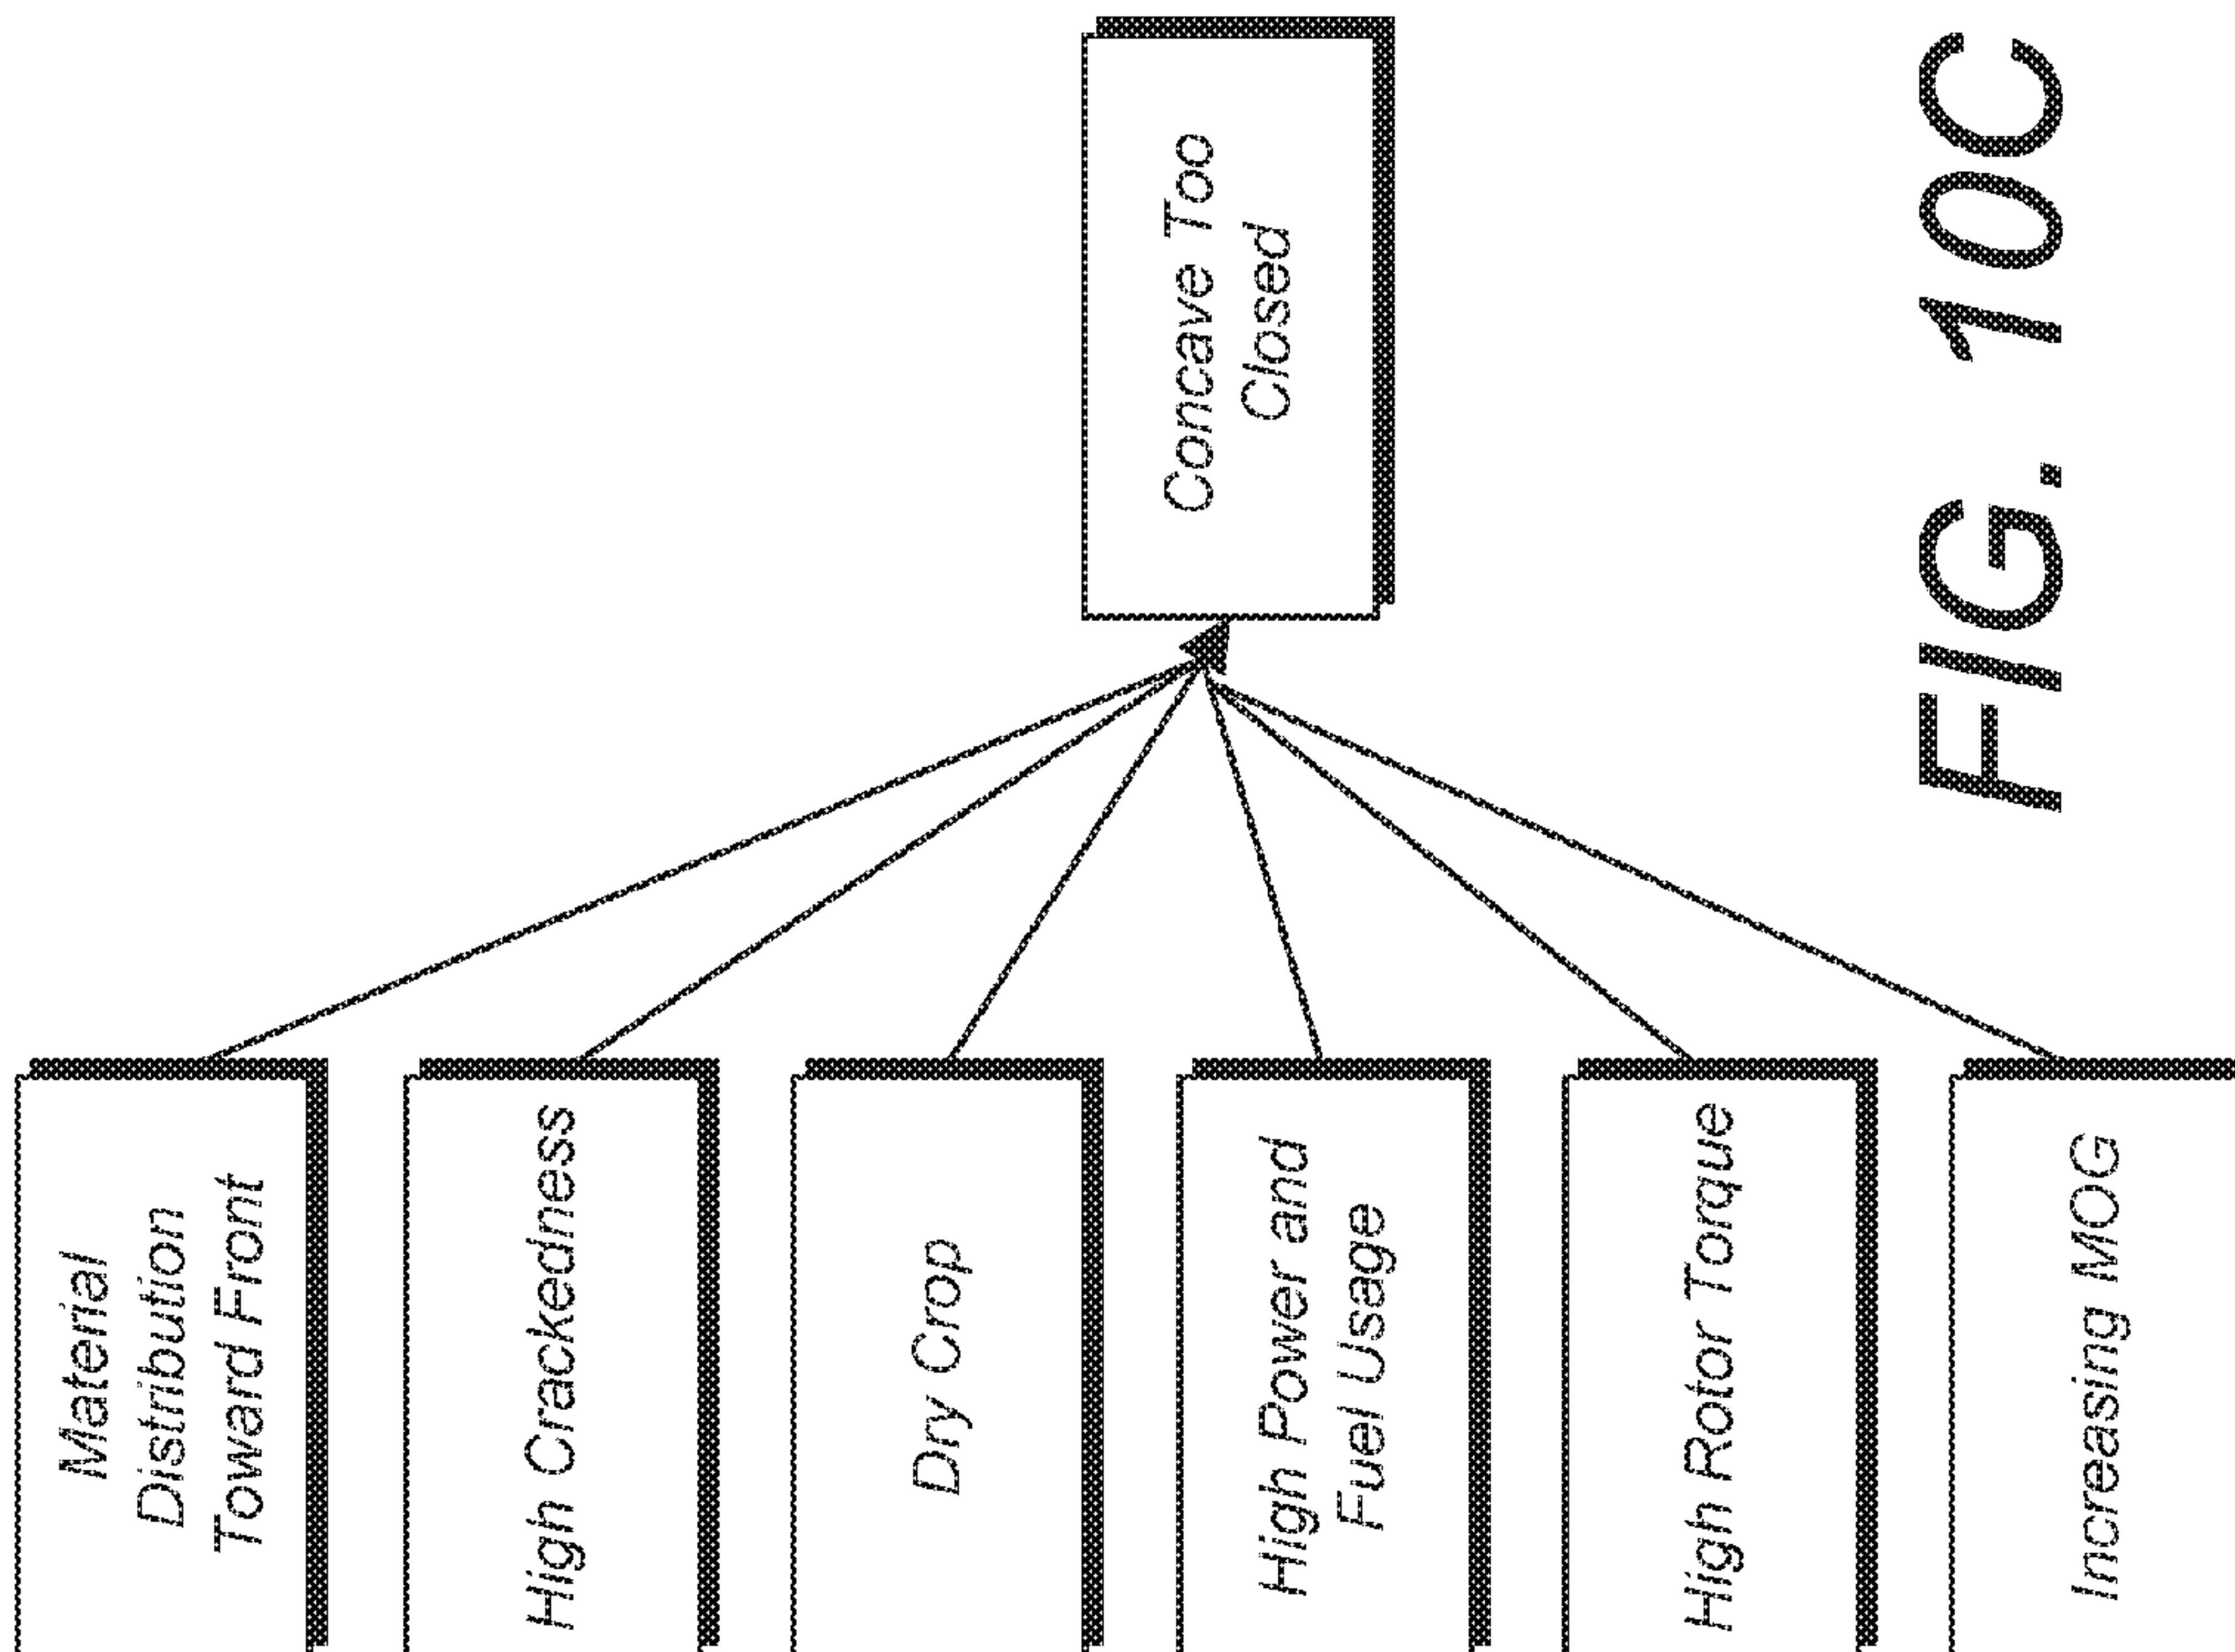 Material
Distribution
Toward Front
High Crackedness
Dry Crop
High Power and
Fuel Usage
High Rotor Torque
Increasing MOG
Concave Too
Closed
FIG. 10C